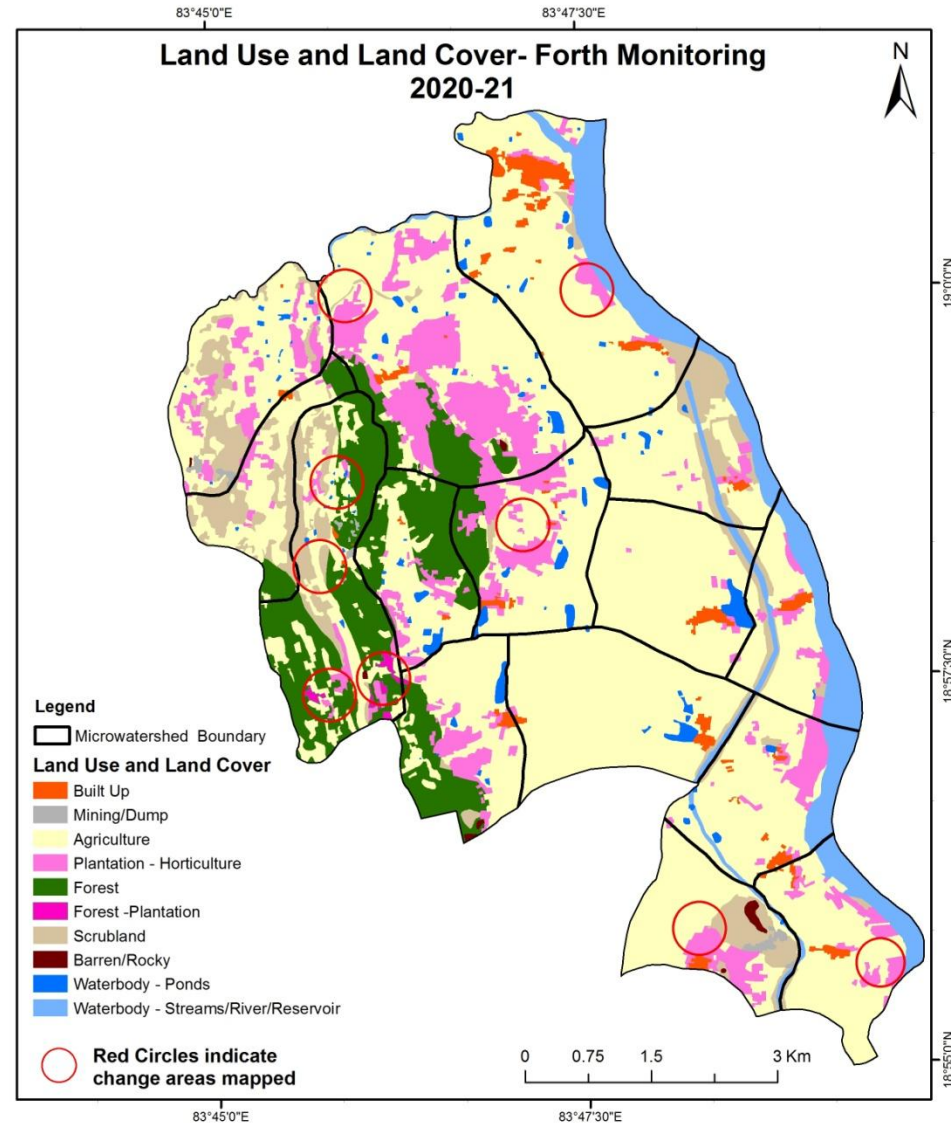 83°45'0"E
83°47'30"E
Land Use and Land Cover- Forth Monitoring
2020-21
N
19°0'0"N
18°57'30"N
Legend
Microwatershed Boundary
Land Use and Land Cover
Built Up
Mining/Dump
Agriculture
Plantation - Horticulture
Forest
Forest -Plantation
Scrubland
Barren/Rocky
Waterbody - Ponds
Waterbody - Streams/River/Reservoir
Red Circles indicate
change areas mapped
0 0.75 1.5 3 Km
18°55'0"N
83°45'0"E
83°47'30"E